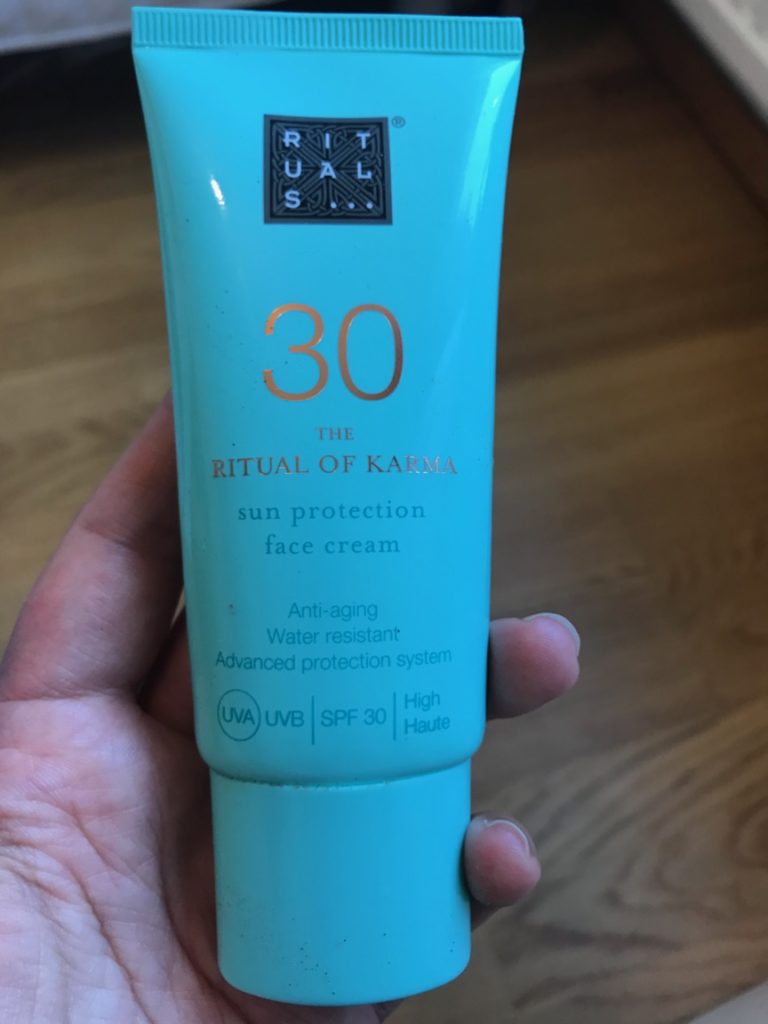 RIT
UAL
S...
®
30
THE
RITUAL OF KARMA
sun protection
face cream
Anti-aging
Water resistant
Advanced protection system
UVA UVB | SPF 30 | High
Haute